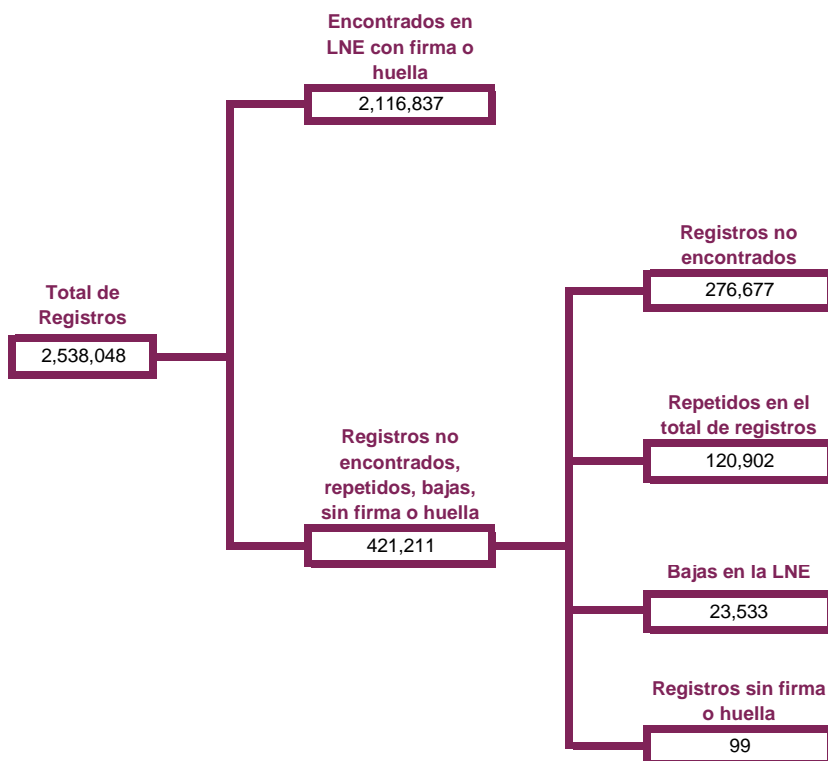 Encontrados en
LNE con firma o
huella
2,116,837
Total de
Registros
2,538,048
Registros no
encontrados,
repetidos, bajas,
sin firma o huella
421,211
Registros no
encontrados
276,677
Repetidos en el
total de registros
120,902
Bajas en la LNE
23,533
Registros sin firma
o huella
99